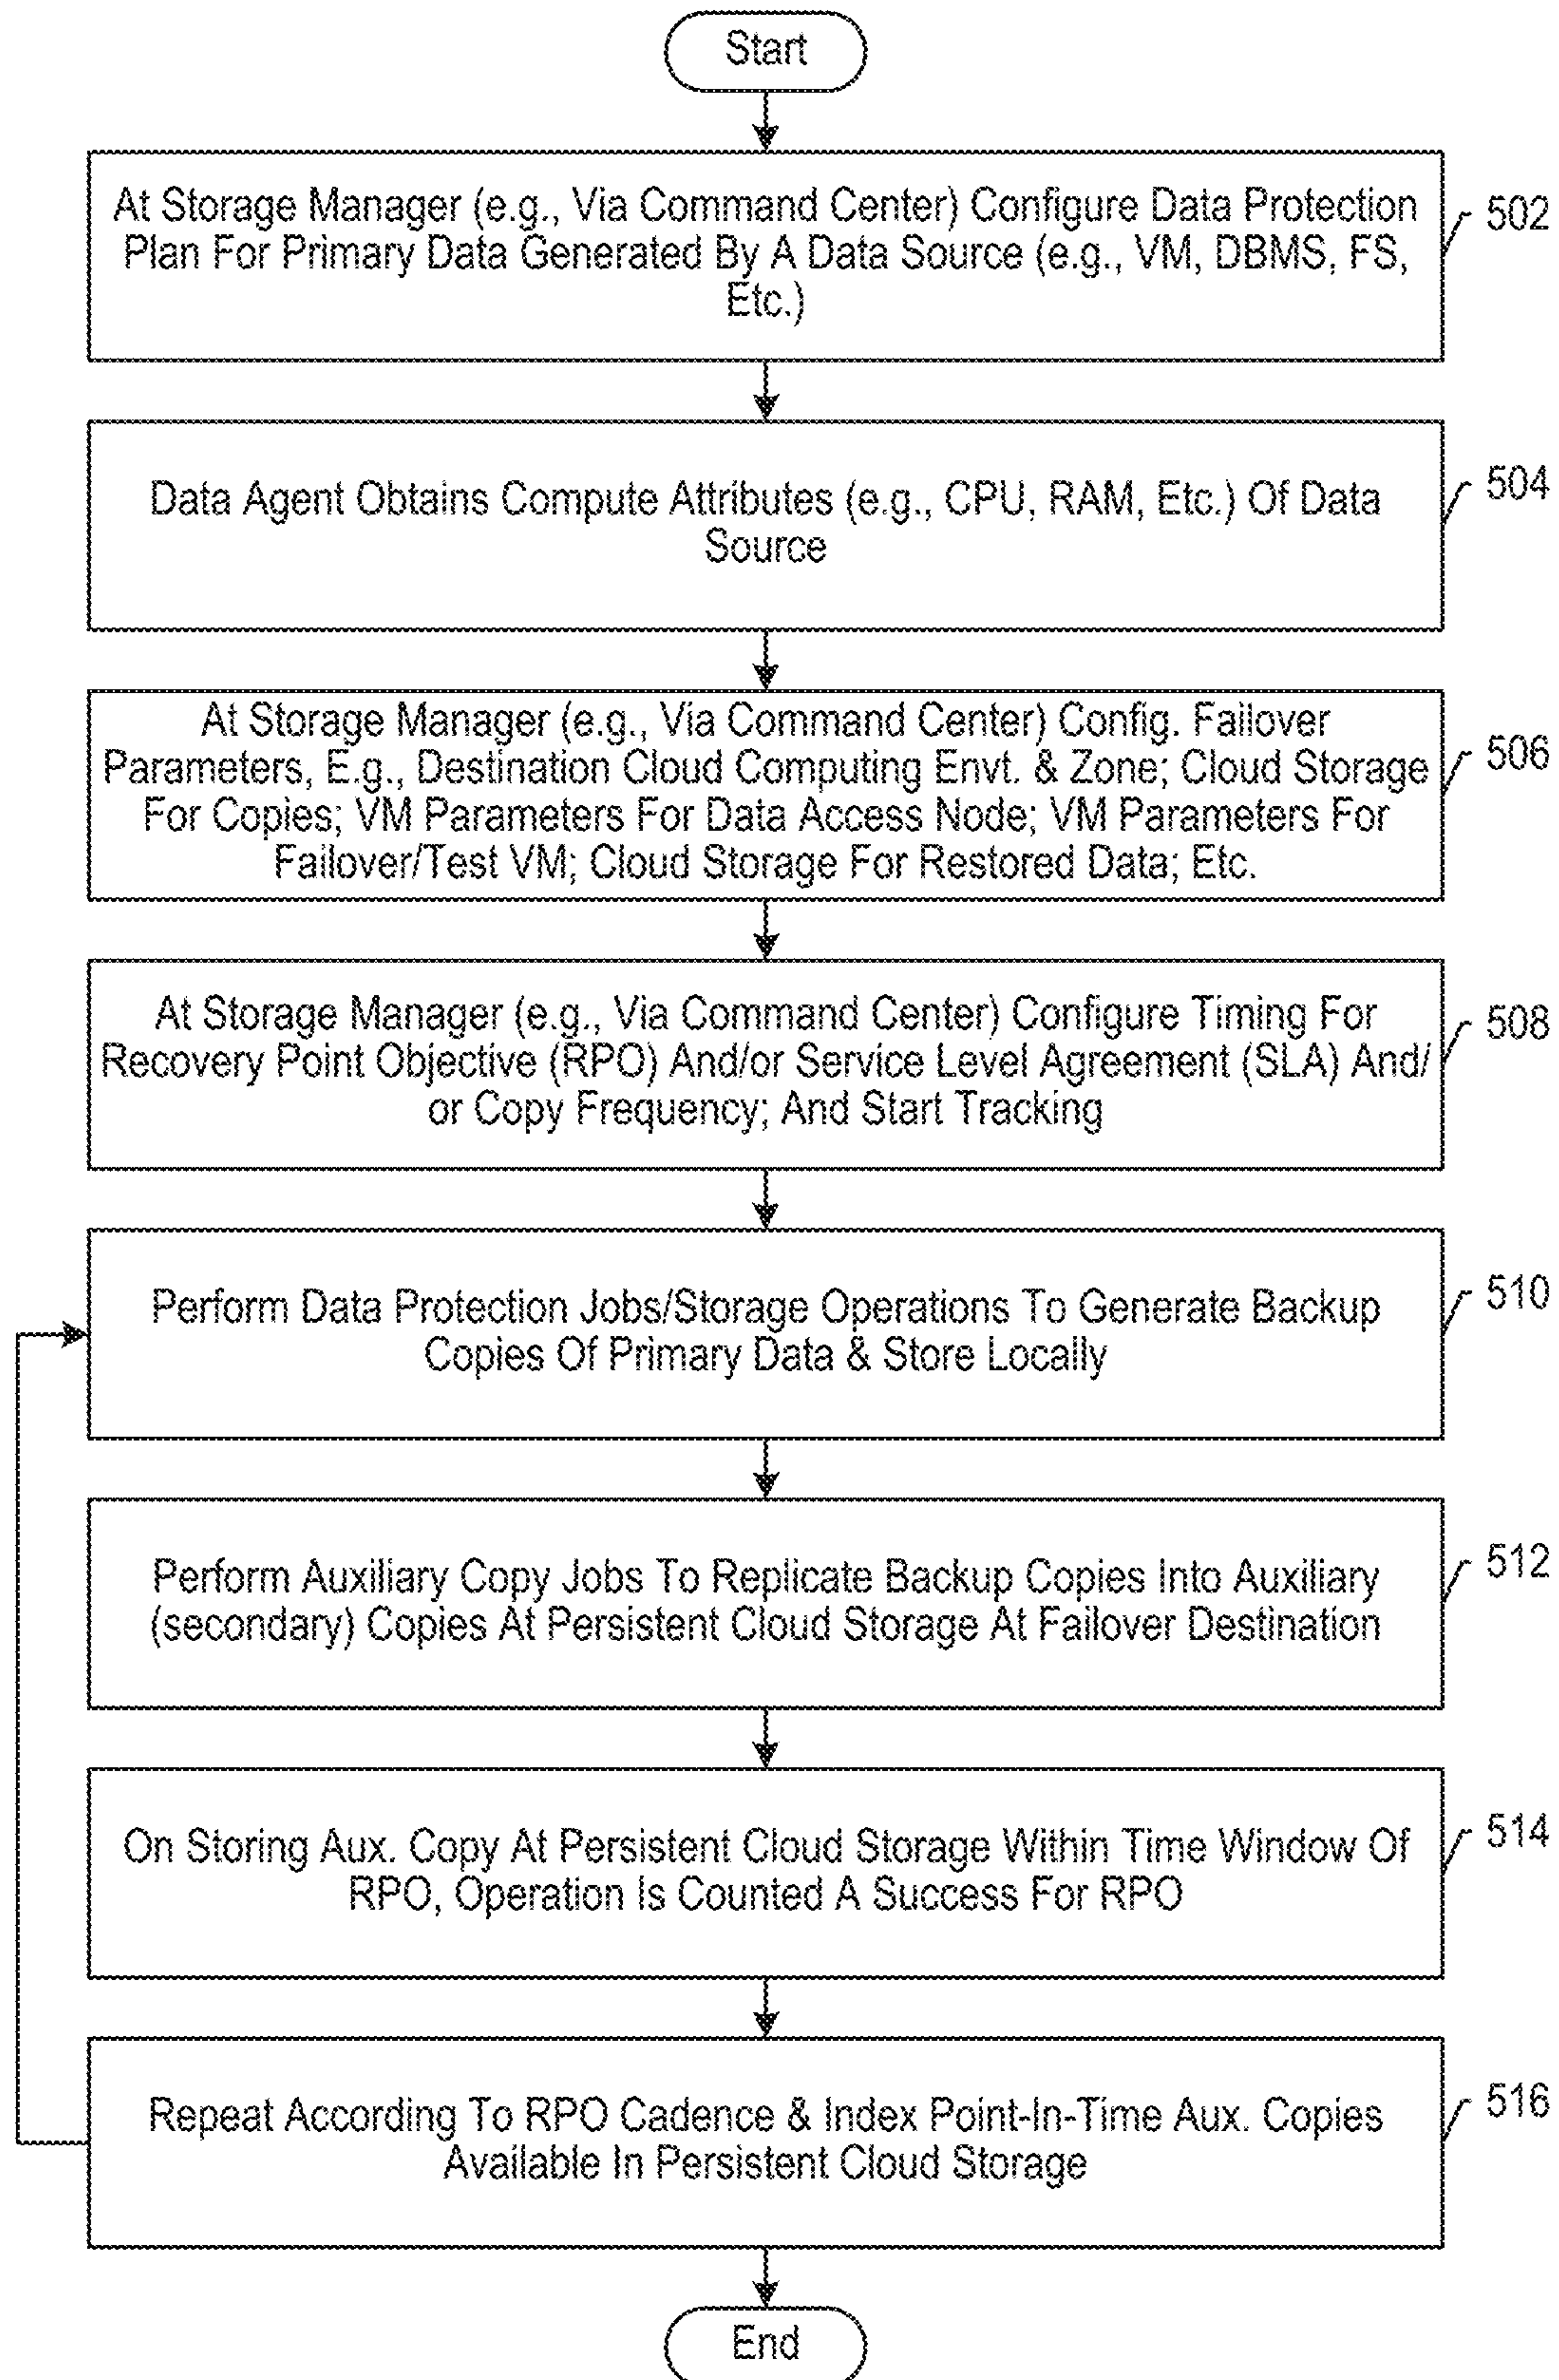 Start
At Storage Manager (e.g., Via Command Center) Configure Data Protection
Plan For Primary Data Generated By A Data Source (e.g., VM, DBMS, FS,
Etc.)
502
Data Agent Obtains Compute Attributes (e.g., CPU, RAM, Etc.) Of Data
Source
504
At Storage Manager (e.g., Via Command Center) Config. Failover
Parameters, E.g., Destination Cloud Computing Envt. & Zone; Cloud Storage
For Copies; VM Parameters For Data Access Node; VM Parameters For
Failover/Test VM; Cloud Storage For Restored Data; Etc.
506
At Storage Manager (e.g., Via Command Center) Configure Timing For
Recovery Point Objective (RPO) And/or Service Level Agreement (SLA) And/
or Copy Frequency; And Start Tracking
508
Perform Data Protection Jobs/Storage Operations To Generate Backup
Copies Of Primary Data & Store Locally
510
Perform Auxiliary Copy Jobs To Replicate Backup Copies Into Auxiliary
(secondary) Copies At Persistent Cloud Storage At Failover Destination
512
On Storing Aux. Copy At Persistent Cloud Storage Within Time Window Of
RPO, Operation Is Counted A Success For RPO
514
Repeat According To RPO Cadence & Index Point-In-Time Aux. Copies
Available In Persistent Cloud Storage
516
End